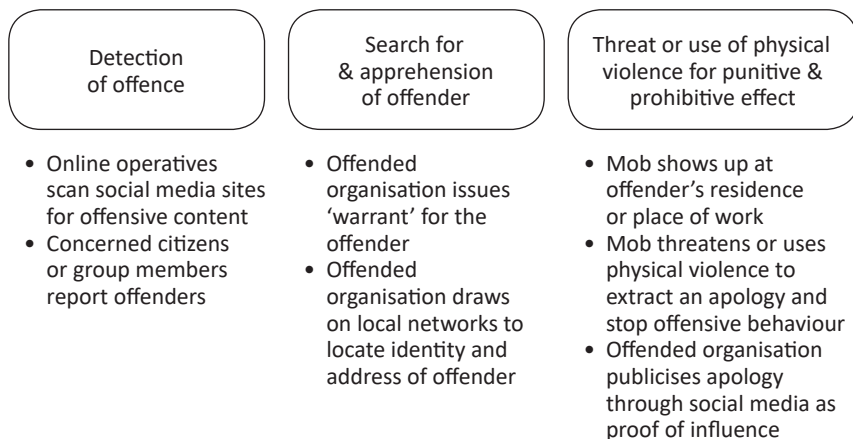 Detection
of offence
Search for
& apprehension
of offender
Threat or use of physical
violence for punitive &
prohibitive effect
• Online operatives
scan social media sites
for offensive content
• Concerned citizens
or group members
report offenders
• Offended
organisation issues
‘warrant’ for the
offender
• Offended
organisation draws
on local networks to
locate identity and
address of offender
• Mob shows up at
offender’s residence
or place of work
• Mob threatens or uses
physical violence to
extract an apology and
stop offensive behaviour
• Offended organisation
publicises apology
through social media as
proof of influence